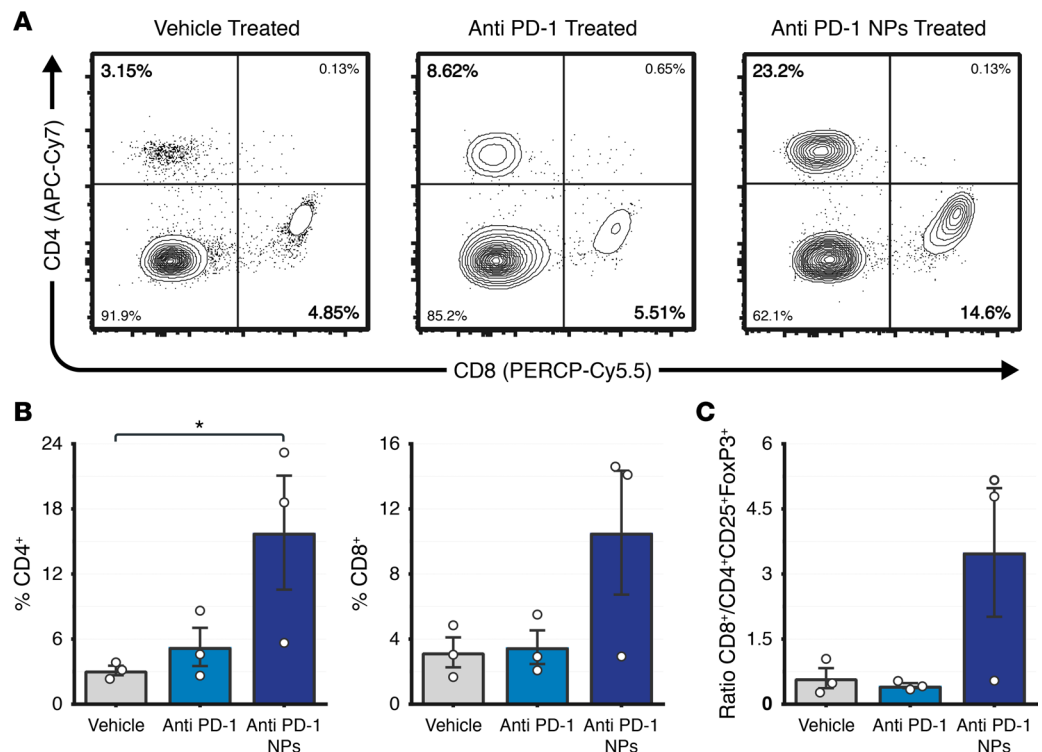 A
Vehicle Treated
Anti PD-1 Treated
Anti PD-1 NPs Treated
3.15%
0.13%
8.62%
0.65%
23.2%
0.13%
CD4 (APC-Cy7)
91.9%
4.85%
85.2%
5.51%
62.1%
14.6%
CD8 (PERCP-Cy5.5)
B
*
% CD4⁺
24
18
12
6
0
Vehicle
Anti PD-1
Anti PD-1
NPs
% CD8⁺
16
12
8
4
0
Vehicle
Anti PD-1
Anti PD-1
NPs
C
Ratio CD8⁺/CD4⁺CD25⁺FoxP3⁺
6
4.5
3
1.5
0
Vehicle
Anti PD-1
Anti PD-1
NPs